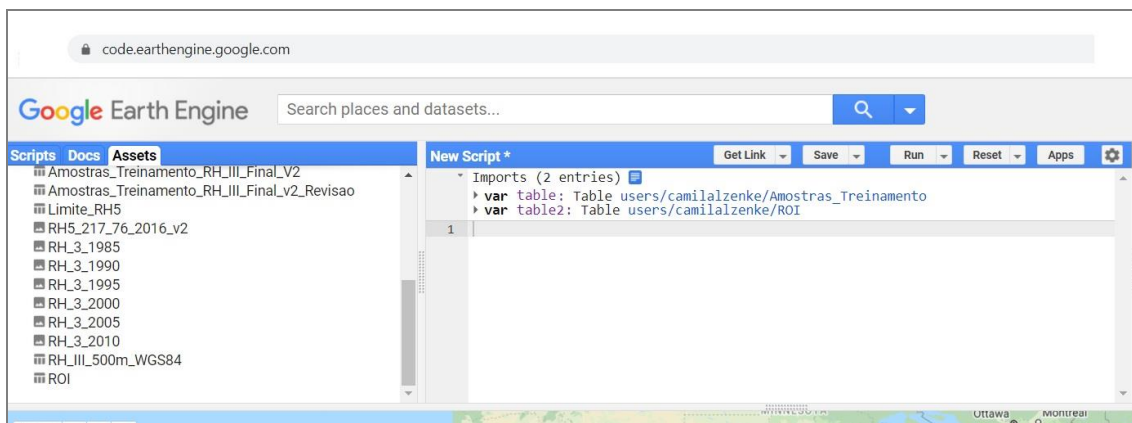 code.earthengine.google.com
Google Earth Engine
Search places and datasets...
Scripts Docs Assets
Amostras_Treinamento_RH_III_Final_V2
Amostras_Treinamento_RH_III_Final_v2_Revisao
Limite_RH5
RH5_217_76_2016_v2
RH_3_1985
RH_3_1990
RH_3_1995
RH_3_2000
RH_3_2005
RH_3_2010
RH_III_500m_WGS84
ROI
New Script *
Get Link Save Run Reset Apps
Imports (2 entries)
var table: Table users/camilalzenke/Amostras_Treinamento
var table2: Table users/camilalzenke/ROI
1
MINNESOTA
Ottawa
Montreal